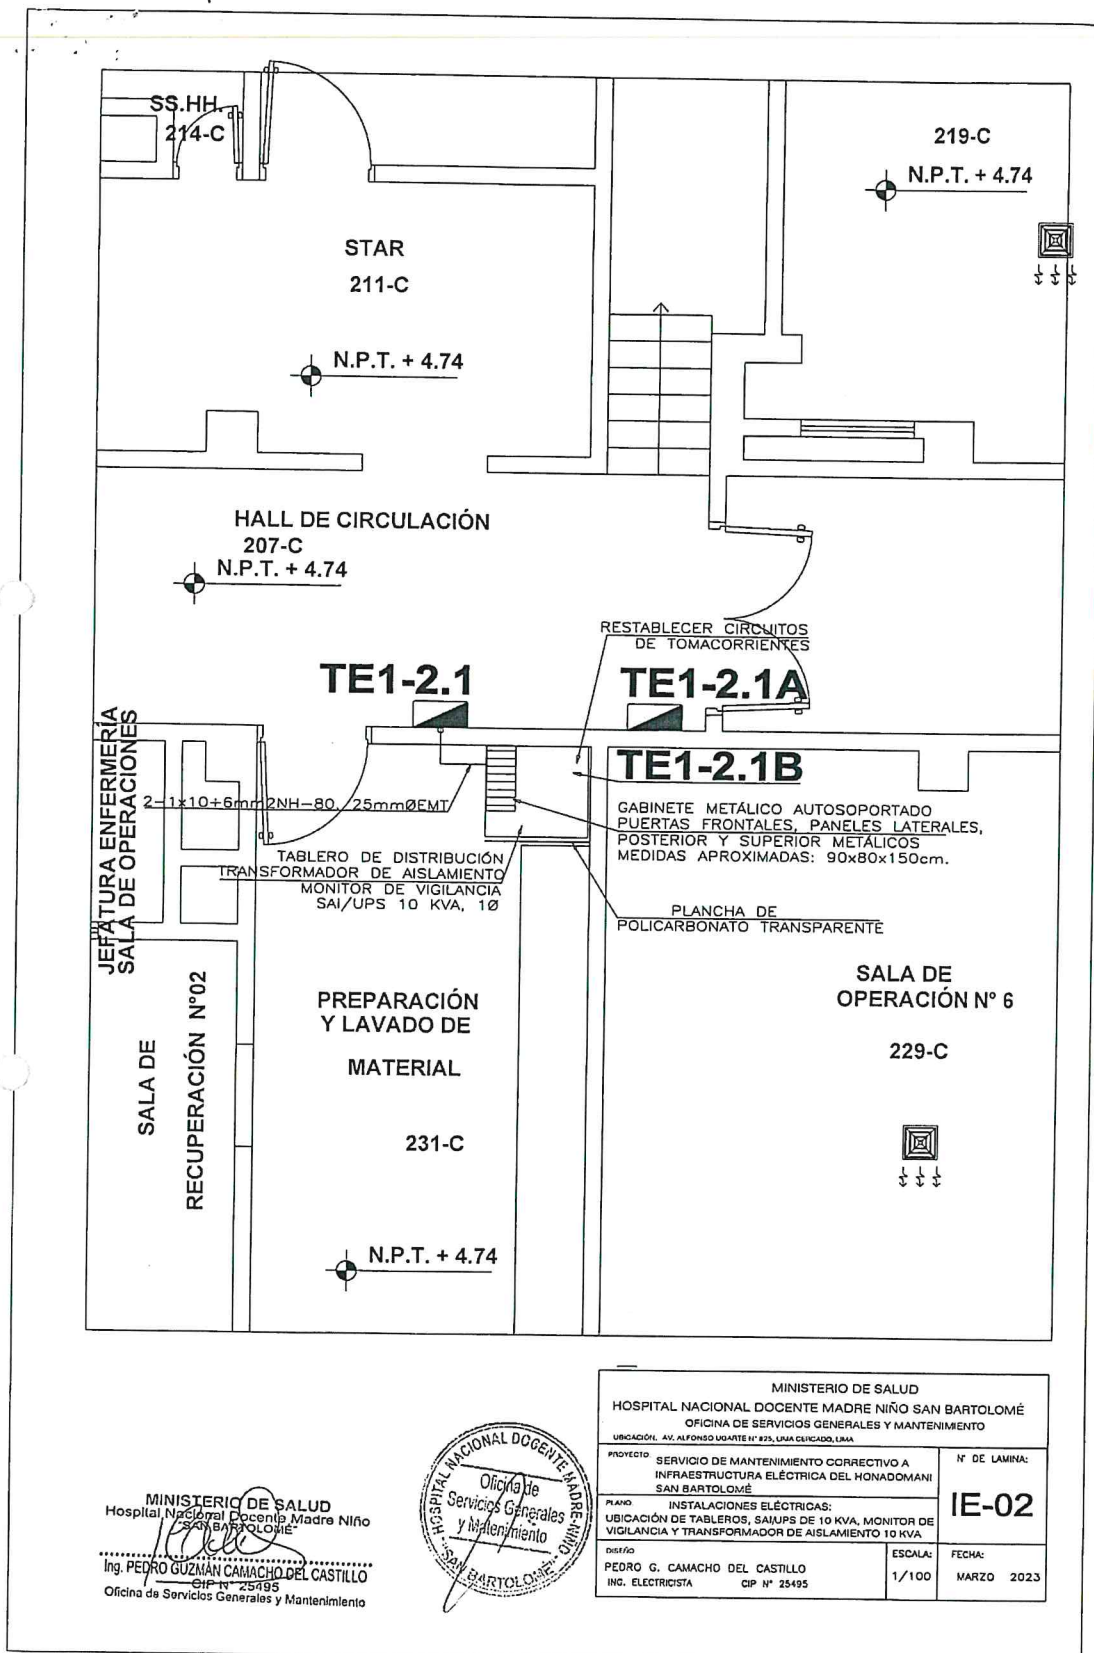 SS.HH.
214-C
219-C
N.P.T. + 4.74
STAR
211-C
N.P.T. + 4.74
HALL DE CIRCULACIÓN
207-C
N.P.T. + 4.74
RESTABLECER CIRCUITOS
DE TOMACORRIENTES
TE1-2.1
TE1-2.1A
TE1-2.1B
JEFATURA ENFERMERÍA
SALA DE OPERACIONES
2-1x10+6mm2NH-80, 25mmØEMT
GABINETE METÁLICO AUTOSOPORTADO
PUERTAS FRONTALES, PANELES LATERALES,
POSTERIOR Y SUPERIOR METÁLICOS
MEDIDAS APROXIMADAS: 90x80x150cm.
TABLERO DE DISTRIBUCIÓN
TRANSFORMADOR DE AISLAMIENTO
MONITOR DE VIGILANCIA
SAI/UPS 10 KVA, 1Ø
PLANCHA DE
POLICARBONATO TRANSPARENTE
SALA DE
RECUPERACIÓN N°02
PREPARACIÓN
Y LAVADO DE
MATERIAL
231-C
SALA DE
OPERACIÓN N° 6
229-C
N.P.T. + 4.74
MINISTERIO DE SALUD
HOSPITAL NACIONAL DOCENTE MADRE NIÑO SAN BARTOLOMÉ
OFICINA DE SERVICIOS GENERALES Y MANTENIMIENTO
UBICACIÓN: AV. ALFONSO UGARTE N° 825, LIMA CERCADO, LIMA
PROYECTO
SERVICIO DE MANTENIMIENTO CORRECTIVO A
INFRAESTRUCTURA ELÉCTRICA DEL HONADOMANI
SAN BARTOLOMÉ
N° DE LAMINA:
IE-02
PLANO
INSTALACIONES ELÉCTRICAS:
UBICACIÓN DE TABLEROS, SAI/UPS DE 10 KVA, MONITOR DE
VIGILANCIA Y TRANSFORMADOR DE AISLAMIENTO 10 KVA
DISEÑO
PEDRO G. CAMACHO DEL CASTILLO
ING. ELECTRICISTA CIP N° 25495
ESCALA:
1/100
FECHA:
MARZO 2023
MINISTERIO DE SALUD
Hospital Nacional Docente Madre Niño
"SAN BARTOLOMÉ"
Ing. PEDRO GUZMÁN CAMACHO DEL CASTILLO
CIP N° 25495
Oficina de Servicios Generales y Mantenimiento
HOSPITAL NACIONAL DOCENTE MADRE-NIÑO
"SAN BARTOLOMÉ"
Oficina de
Servicios Generales
y Mantenimiento